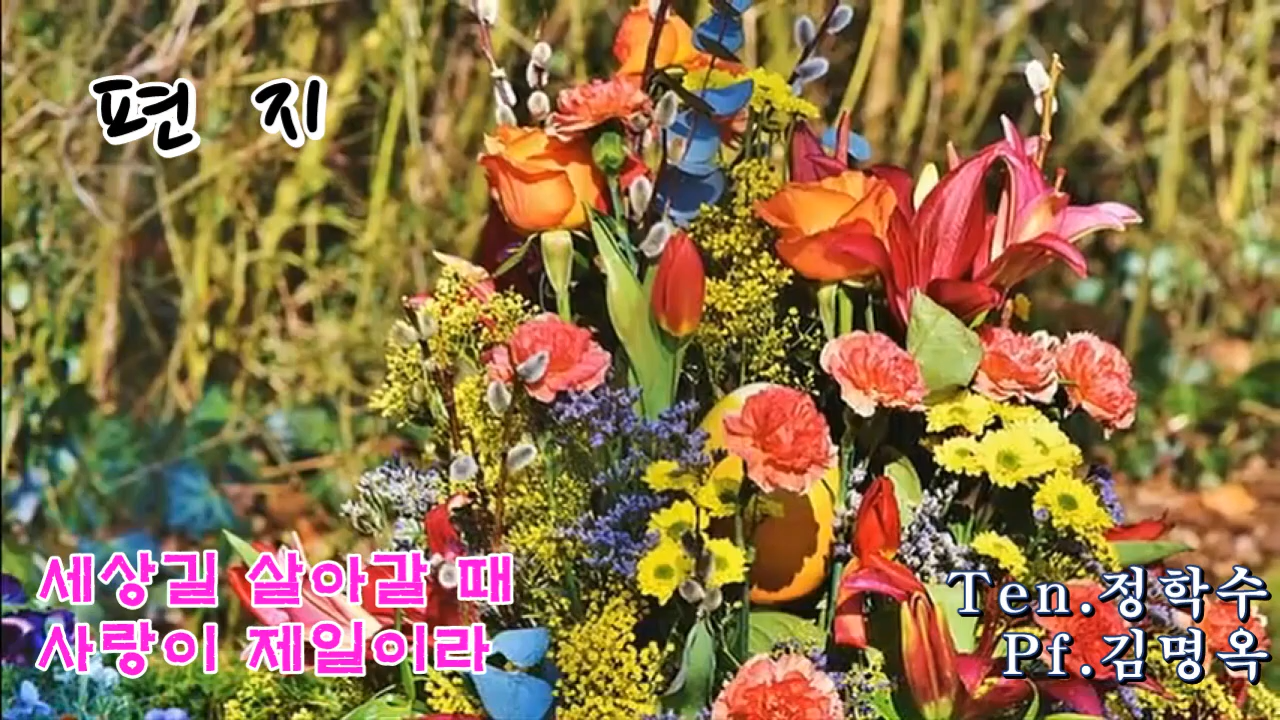 편 지
세상길 살아갈 때
사랑이 제일이라
Ten.정학수
Pf.김명옥